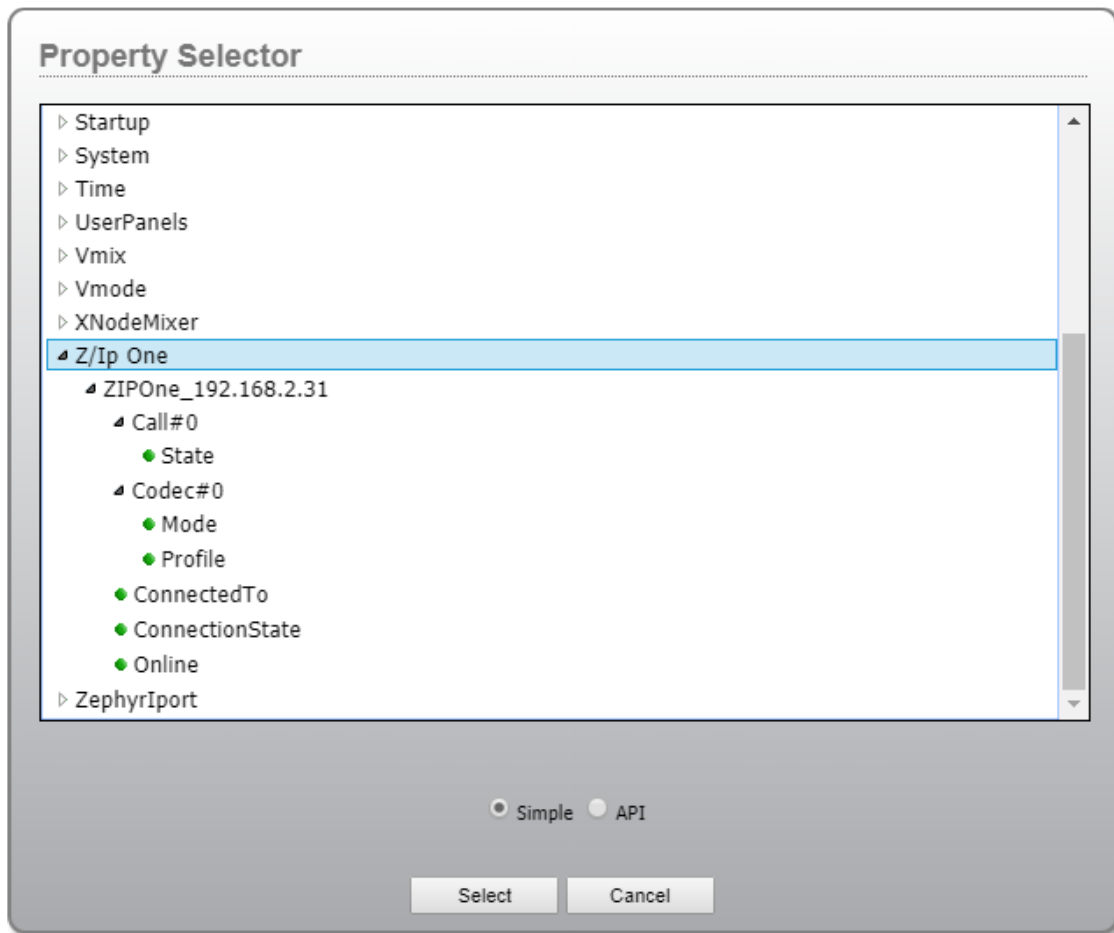 Property Selector
Startup
System
Time
UserPanels
Vmix
Vmode
XNodeMixer
Z/Ip One
ZIPOne_192.168.2.31
Call#0
State
Codec#0
Mode
Profile
ConnectedTo
ConnectionState
Online
ZephyrIport
Simple API
Select Cancel